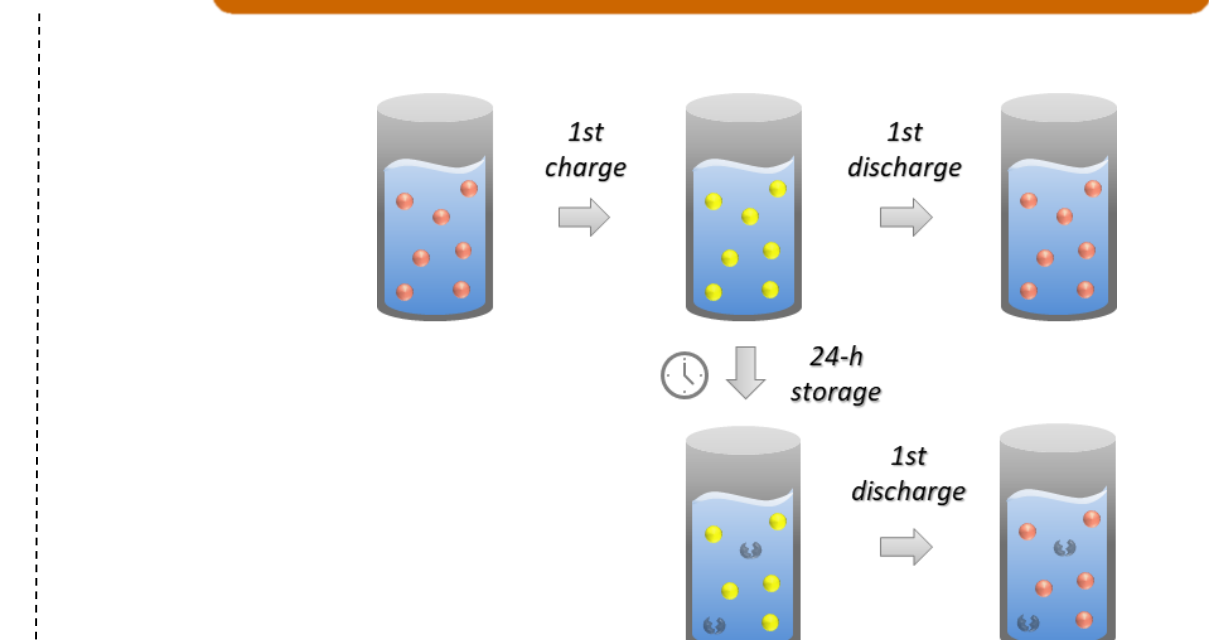 1st
charge
1st
discharge
24-h
storage
1st
discharge